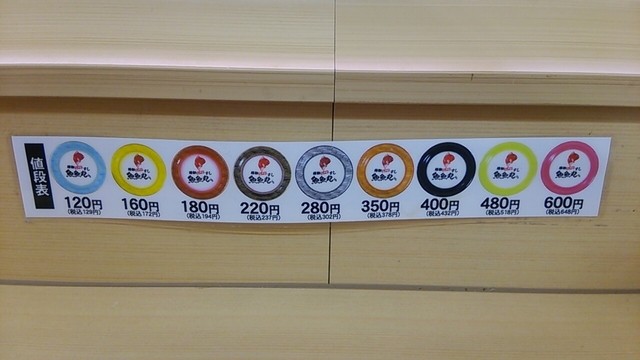 値段表
120円 160円 180円 220円 280円 350円 400円 480円 600円
(税込129円) (税込172円) (税込194円) (税込237円) (税込302円) (税込378円) (税込432円) (税込518円) (税込648円)